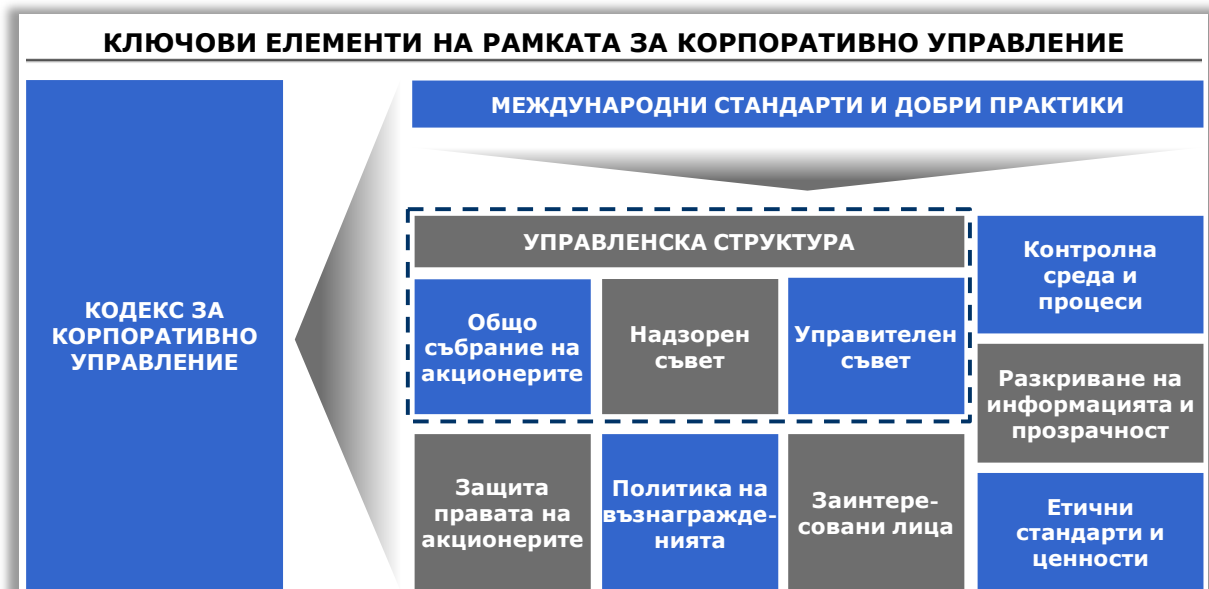 КЛЮЧОВИ ЕЛЕМЕНТИ НА РАМКАТА ЗА КОРПОРАТИВНО УПРАВЛЕНИЕ
КОДЕКС ЗА
КОРПОРАТИВНО
УПРАВЛЕНИЕ
МЕЖДУНАРОДНИ СТАНДАРТИ И ДОБРИ ПРАКТИКИ
УПРАВЛЕНСКА СТРУКТУРА
Общо
събрание на
акционерите
Надзорен
съвет
Управителен
съвет
Защита
правата на
акционерите
Политика на
възнагражде-
нията
Заинтере-
совани лица
Контролна
среда и
процеси
Разкриване на
информацията и
прозрачност
Етични
стандарти и
ценности